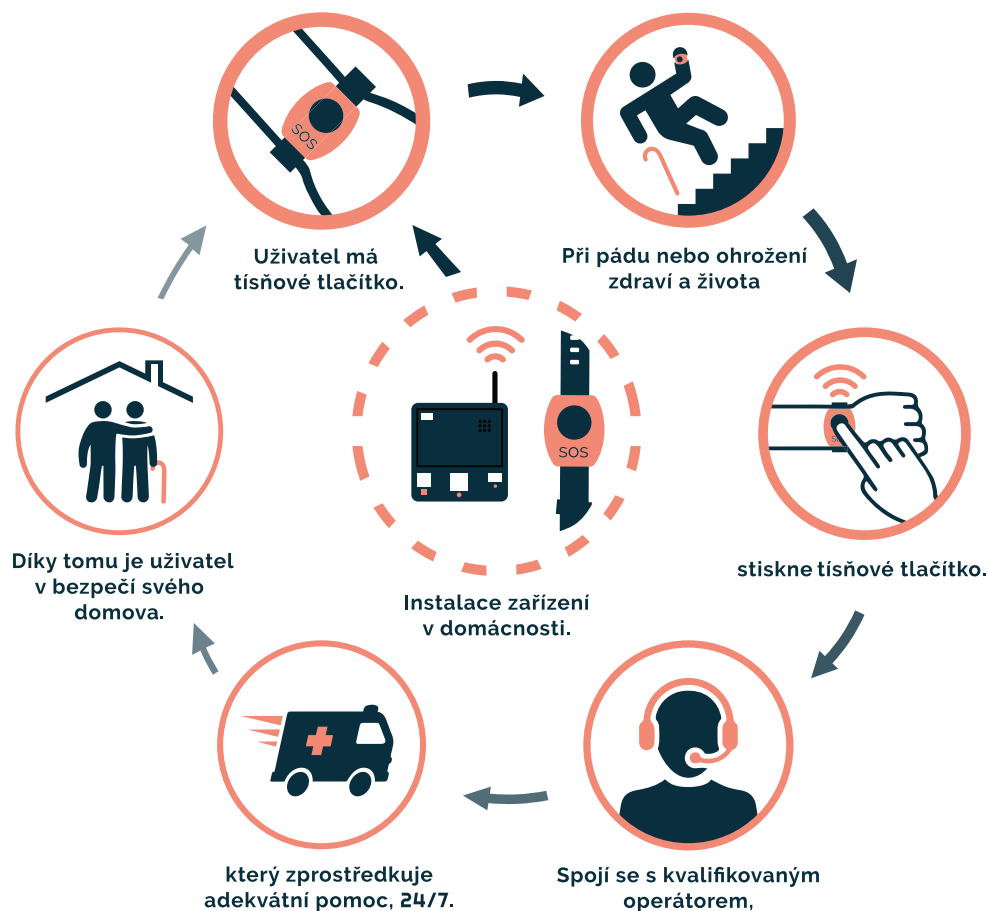 SOS
Uživatel má
tísňové tlačítko.
Při pádu nebo ohrožení
zdraví a života
stiskne tísňové tlačítko.
Spojí se s kvalifikovaným
operátorem,
který zprostředkuje
adekvátní pomoc, 24/7.
Díky tomu je uživatel
v bezpečí svého
domova.
SOS
Instalace zařízení
v domácnosti.